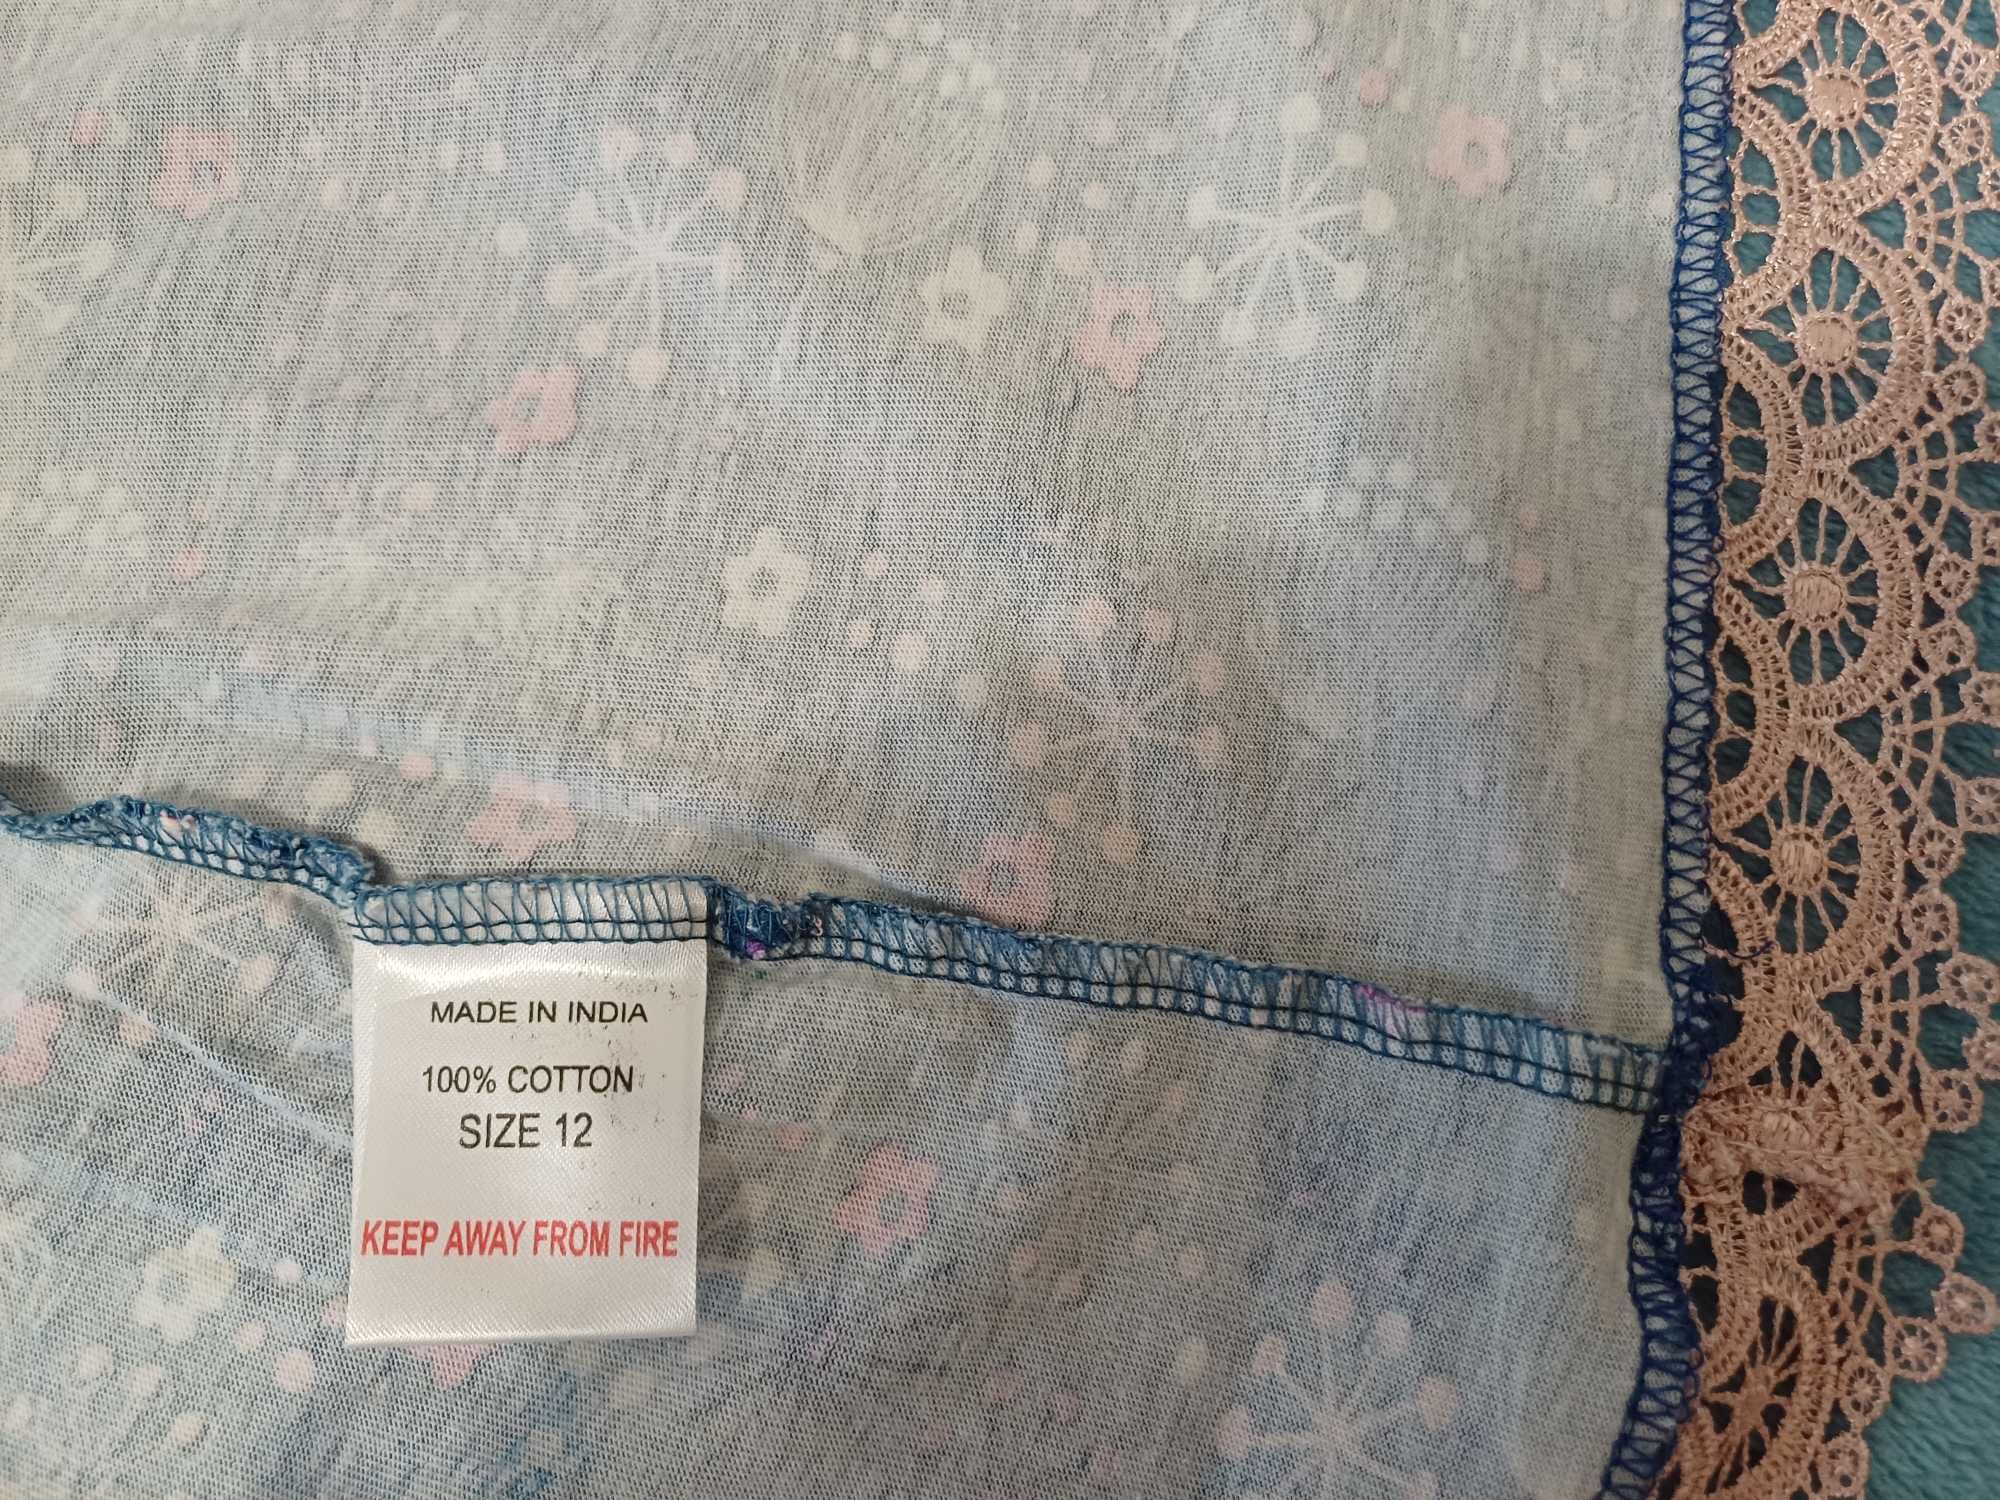 MADE IN INDIA
100% COTTON
SIZE 12
KEEP AWAY FROM FIRE